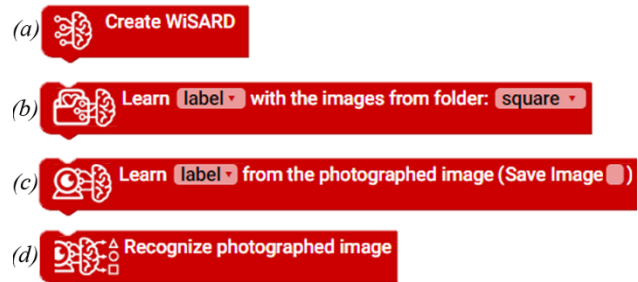 (a) Create WiSARD
(b) Learn label with the images from folder: square
(c) Learn label from the photographed image (Save Image )
(d) Recognize photographed image